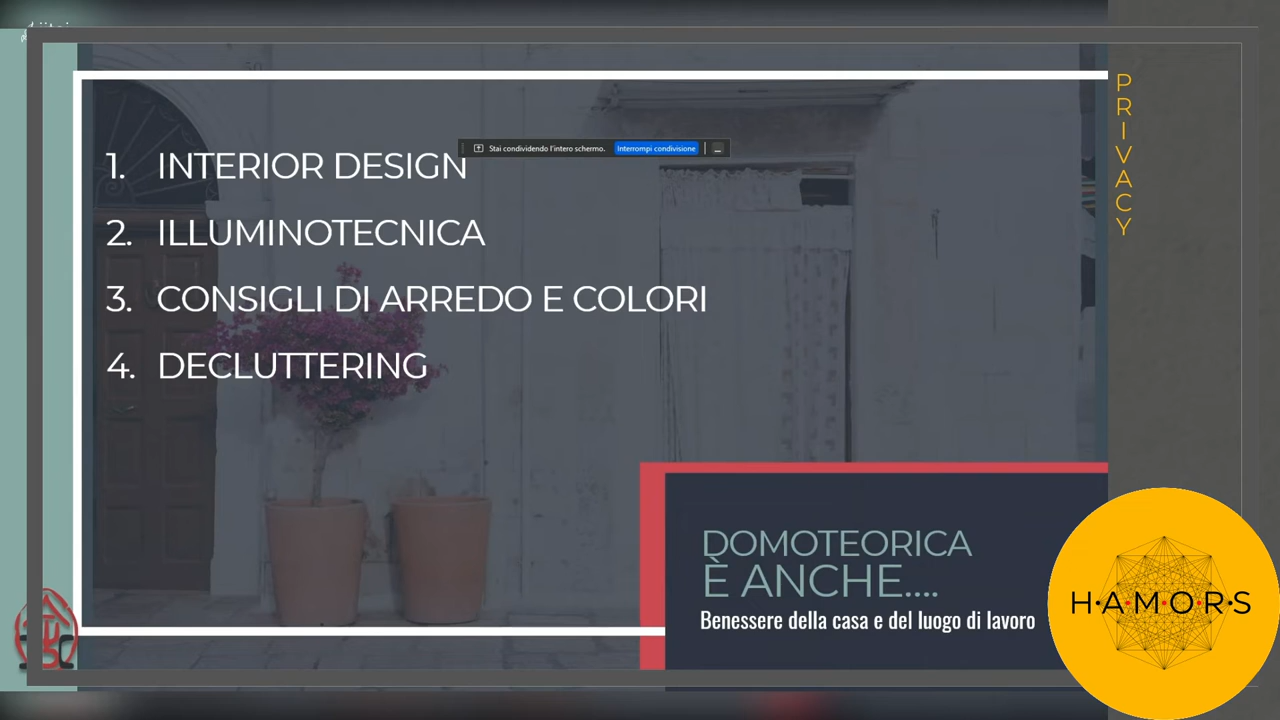 Stai condividendo l'intero schermo. Interrompi condivisione
1. INTERIOR DESIGN
2. ILLUMINOTECNICA
3. CONSIGLI DI ARREDO E COLORI
4. DECLUTTERING
PRIVACY
DOMOTEORICA
È ANCHE....
Benessere della casa e del luogo di lavoro
H•A•M•O•R•S